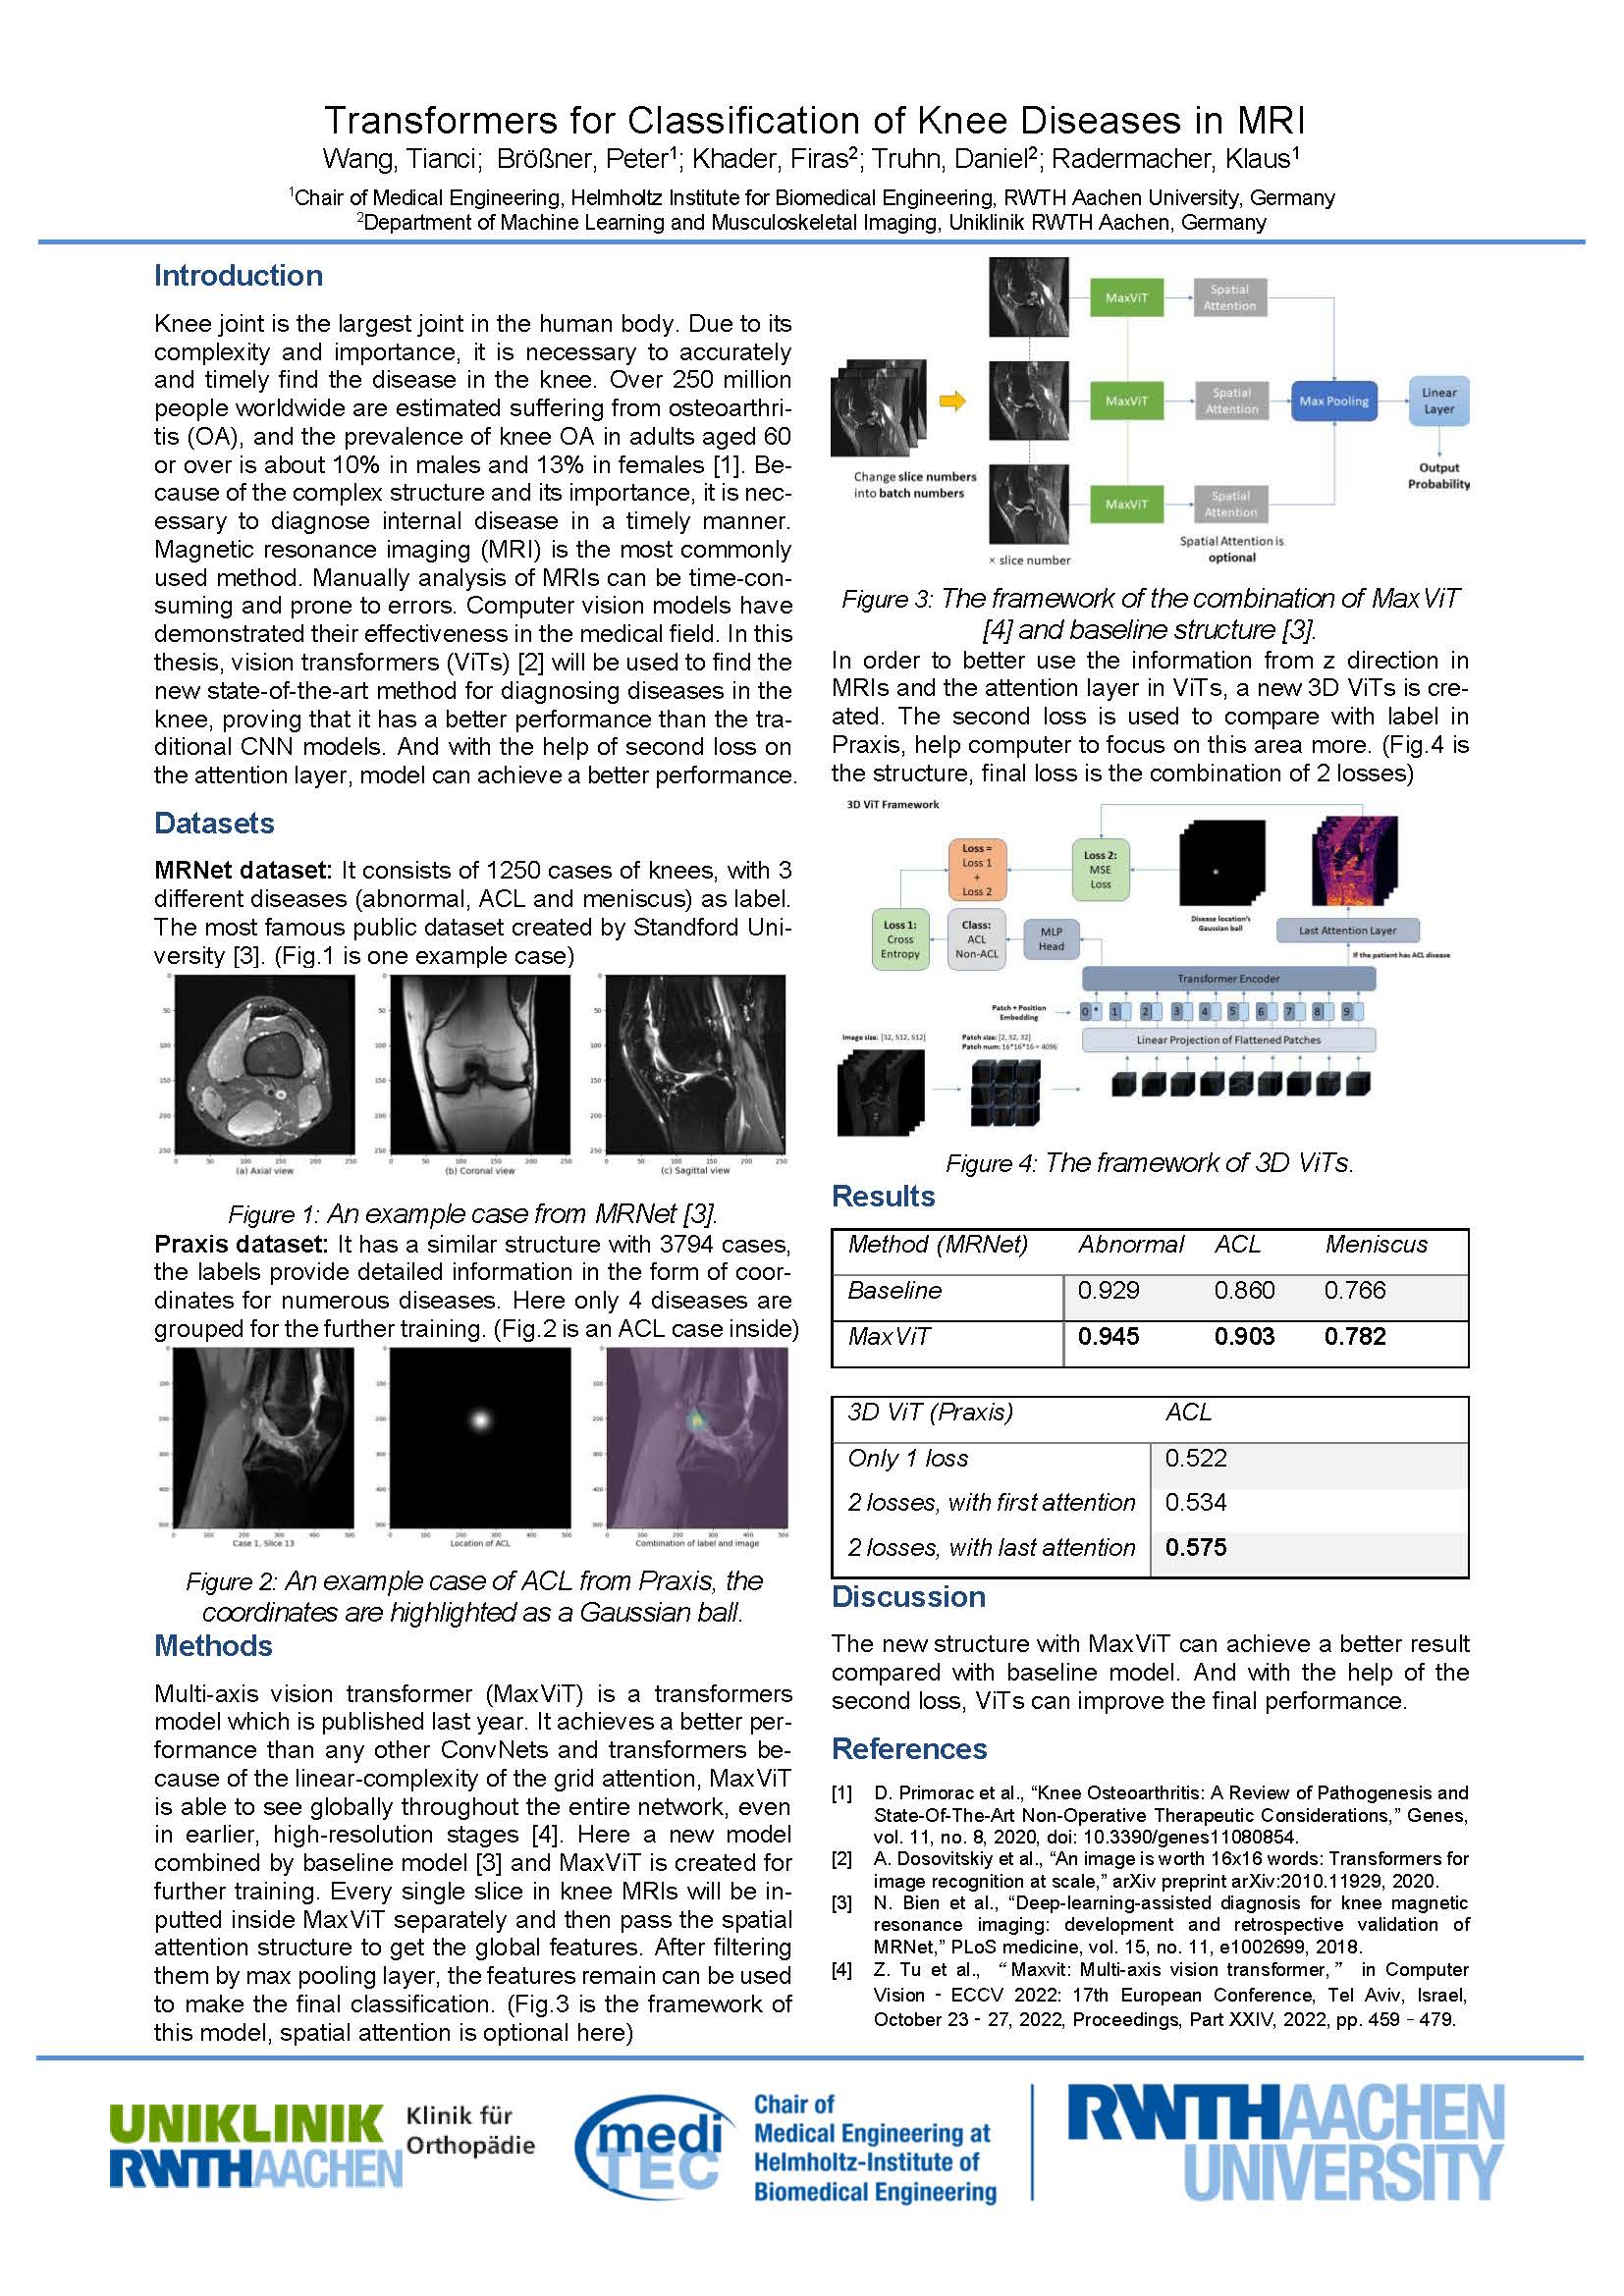 Transformers for Classification of Knee Diseases in MRI
Wang, Tianci; Brößner, Peter¹; Khader, Firas²; Truhn, Daniel²; Radermacher, Klaus¹
¹Chair of Medical Engineering, Helmholtz Institute for Biomedical Engineering, RWTH Aachen University, Germany
²Department of Machine Learning and Musculoskeletal Imaging, Uniklinik RWTH Aachen, Germany
Introduction
Knee joint is the largest joint in the human body. Due to its
complexity and importance, it is necessary to accurately
and timely find the disease in the knee. Over 250 million
people worldwide are estimated suffering from osteoarthri-
tis (OA), and the prevalence of knee OA in adults aged 60
or over is about 10% in males and 13% in females [1]. Be-
cause of the complex structure and its importance, it is nec-
essary to diagnose internal disease in a timely manner.
Magnetic resonance imaging (MRI) is the most commonly
used method. Manually analysis of MRIs can be time-con-
suming and prone to errors. Computer vision models have
demonstrated their effectiveness in the medical field. In this
thesis, vision transformers (ViTs) [2] will be used to find the
new state-of-the-art method for diagnosing diseases in the
knee, proving that it has a better performance than the tra-
ditional CNN models. And with the help of second loss on
the attention layer, model can achieve a better performance.
Datasets
MRNet dataset: It consists of 1250 cases of knees, with 3
different diseases (abnormal, ACL and meniscus) as label.
The most famous public dataset created by Standford Uni-
versity [3]. (Fig.1 is one example case)
(a) Axial view
(b) Coronal view
(c) Sagittal view
Figure 1: An example case from MRNet [3].
Praxis dataset: It has a similar structure with 3794 cases,
the labels provide detailed information in the form of coor-
dinates for numerous diseases. Here only 4 diseases are
grouped for the further training. (Fig.2 is an ACL case inside)
Case 1, Slice 13
Location of ACL
Combination of label and image
Figure 2: An example case of ACL from Praxis, the
coordinates are highlighted as a Gaussian ball.
Methods
Multi-axis vision transformer (MaxViT) is a transformers
model which is published last year. It achieves a better per-
formance than any other ConvNets and transformers be-
cause of the linear-complexity of the grid attention, MaxViT
is able to see globally throughout the entire network, even
in earlier, high-resolution stages [4]. Here a new model
combined by baseline model [3] and MaxViT is created for
further training. Every single slice in knee MRIs will be in-
putted inside MaxViT separately and then pass the spatial
attention structure to get the global features. After filtering
them by max pooling layer, the features remain can be used
to make the final classification. (Fig.3 is the framework of
this model, spatial attention is optional here)
MaxViT
Spatial
Attention
MaxViT
Spatial
Attention
Max Pooling
Linear
Layer
Change slice numbers
into batch numbers
Output
Probability
MaxViT
Spatial
Attention
Spatial Attention is
optional
× slice number
Figure 3: The framework of the combination of MaxViT
[4] and baseline structure [3].
In order to better use the information from z direction in
MRIs and the attention layer in ViTs, a new 3D ViTs is cre-
ated. The second loss is used to compare with label in
Praxis, help computer to focus on this area more. (Fig.4 is
the structure, final loss is the combination of 2 losses)
3D ViT Framework
Loss =
Loss 1
+
Loss 2
Loss 2:
MSE
Loss
Disease location's
Gaussian ball
Loss 1:
Cross
Entropy
Class:
ACL
Non-ACL
MLP
Head
Last Attention Layer
If the patient has ACL disease
Transformer Encoder
Patch + Position
Embedding
0 * 1 2 3 4 5 6 7 8 9
Linear Projection of Flattened Patches
Image size: [32, 512, 512]
Patch size: [2, 32, 32]
Patch num: 16*16*16 = 4096
Figure 4: The framework of 3D ViTs.
Results
Method (MRNet) Abnormal ACL Meniscus
Baseline 0.929 0.860 0.766
MaxViT 0.945 0.903 0.782
3D ViT (Praxis) ACL
Only 1 loss 0.522
2 losses, with first attention 0.534
2 losses, with last attention 0.575
Discussion
The new structure with MaxViT can achieve a better result
compared with baseline model. And with the help of the
second loss, ViTs can improve the final performance.
References
[1] D. Primorac et al., “Knee Osteoarthritis: A Review of Pathogenesis and
State-Of-The-Art Non-Operative Therapeutic Considerations,” Genes,
vol. 11, no. 8, 2020, doi: 10.3390/genes11080854.
[2] A. Dosovitskiy et al., “An image is worth 16x16 words: Transformers for
image recognition at scale,” arXiv preprint arXiv:2010.11929, 2020.
[3] N. Bien et al., “Deep-learning-assisted diagnosis for knee magnetic
resonance imaging: development and retrospective validation of
MRNet,” PLoS medicine, vol. 15, no. 11, e1002699, 2018.
[4] Z. Tu et al., “Maxvit: Multi-axis vision transformer,” in Computer
Vision - ECCV 2022: 17th European Conference, Tel Aviv, Israel,
October 23 - 27, 2022, Proceedings, Part XXIV, 2022, pp. 459 – 479.
UNIKLINIK
RWTHAACHEN
Klinik für
Orthopädie
medi
TEC
Chair of
Medical Engineering at
Helmholtz-Institute of
Biomedical Engineering
RWTHAACHEN
UNIVERSITY